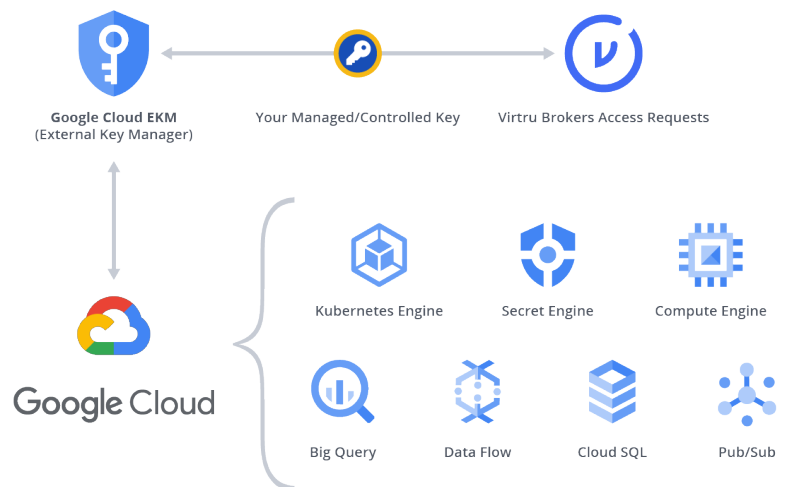 Google Cloud EKM
(External Key Manager)
Your Managed/Controlled Key
Virtru Brokers Access Requests
Google Cloud
Kubernetes Engine
Secret Engine
Compute Engine
Big Query
Data Flow
Cloud SQL
Pub/Sub